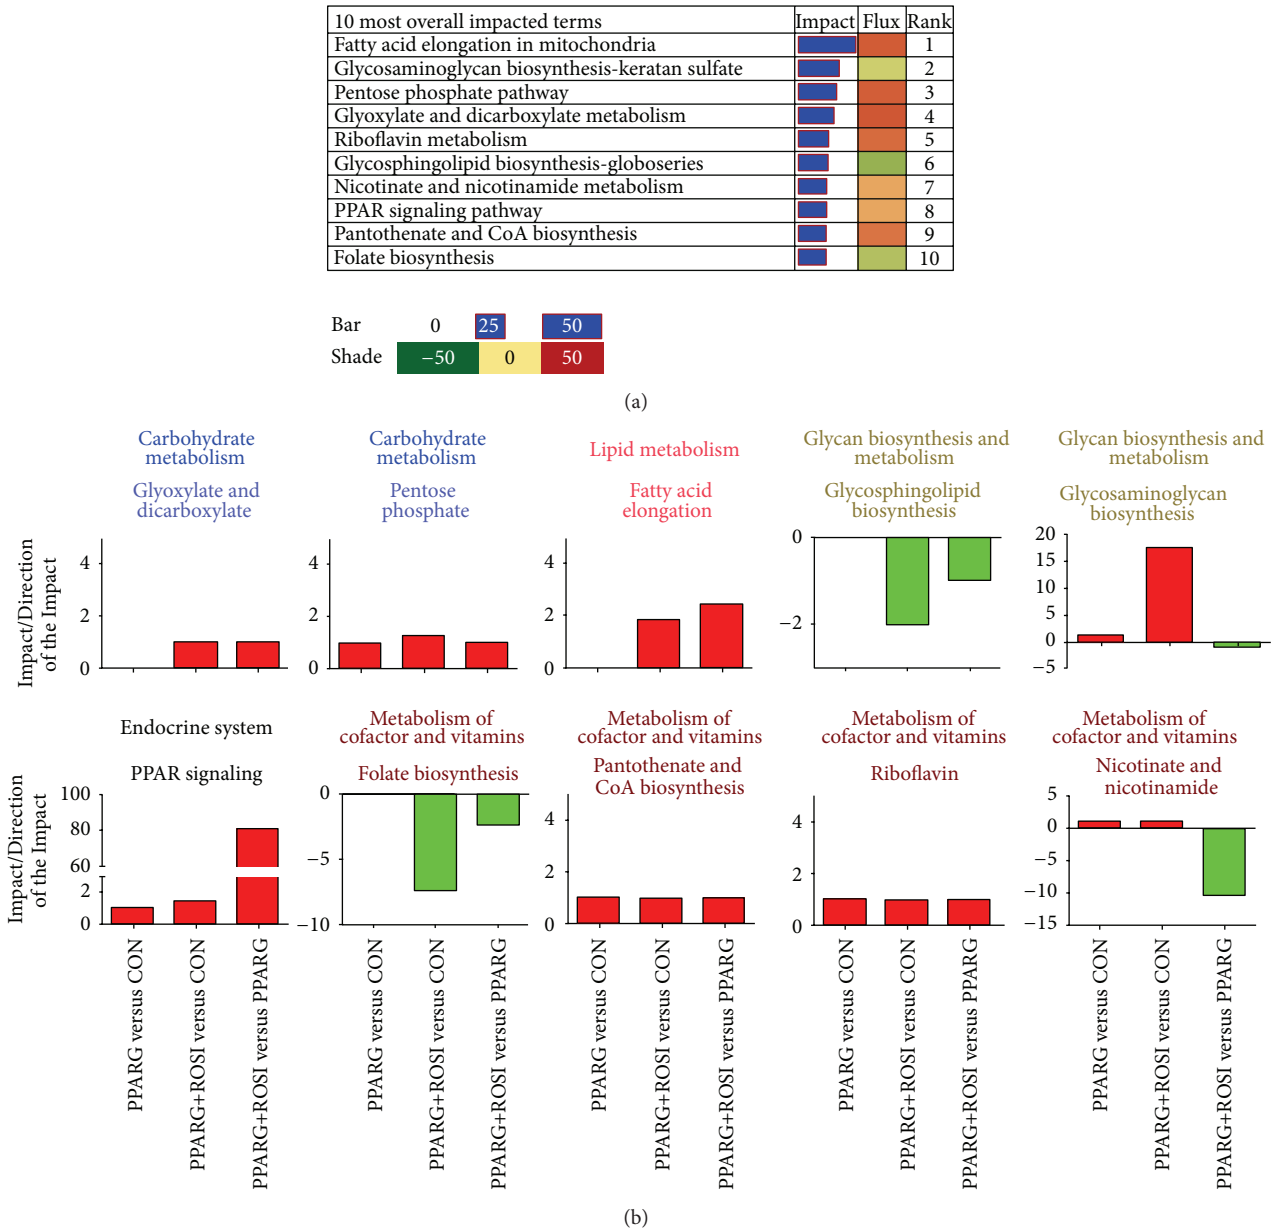 10 most overall impacted terms Impact Flux Rank
Fatty acid elongation in mitochondria 1
Glycosaminoglycan biosynthesis-keratan sulfate 2
Pentose phosphate pathway 3
Glyoxylate and dicarboxylate metabolism 4
Riboflavin metabolism 5
Glycosphingolipid biosynthesis-globoseries 6
Nicotinate and nicotinamide metabolism 7
PPAR signaling pathway 8
Pantothenate and CoA biosynthesis 9
Folate biosynthesis 10
Bar 0 25 50
Shade −50 0 50
(a)
Carbohydrate
metabolism
Glyoxylate and
dicarboxylate
4
2
0
Impact/Direction
of the Impact
Carbohydrate
metabolism
Pentose
phosphate
4
2
0
Lipid metabolism
Fatty acid
elongation
4
2
0
Glycan biosynthesis and
metabolism
Glycosphingolipid
biosynthesis
0
−2
Glycan biosynthesis and
metabolism
Glycosaminoglycan
biosynthesis
20
15
10
5
0
−5
Endocrine system
PPAR signaling
100
80
60
2
0
Impact/Direction
of the Impact
PPARG versus CON
PPARG+ROSI versus CON
PPARG+ROSI versus PPARG
Metabolism of
cofactor and vitamins
Folate biosynthesis
0
−5
−10
PPARG versus CON
PPARG+ROSI versus CON
PPARG+ROSI versus PPARG
Metabolism of
cofactor and vitamins
Pantothenate and
CoA biosynthesis
4
2
0
PPARG versus CON
PPARG+ROSI versus CON
PPARG+ROSI versus PPARG
Metabolism of
cofactor and vitamins
Riboflavin
4
2
0
PPARG versus CON
PPARG+ROSI versus CON
PPARG+ROSI versus PPARG
Metabolism of
cofactor and vitamins
Nicotinate and
nicotinamide
5
0
−5
−10
−15
PPARG versus CON
PPARG+ROSI versus CON
PPARG+ROSI versus PPARG
(b)